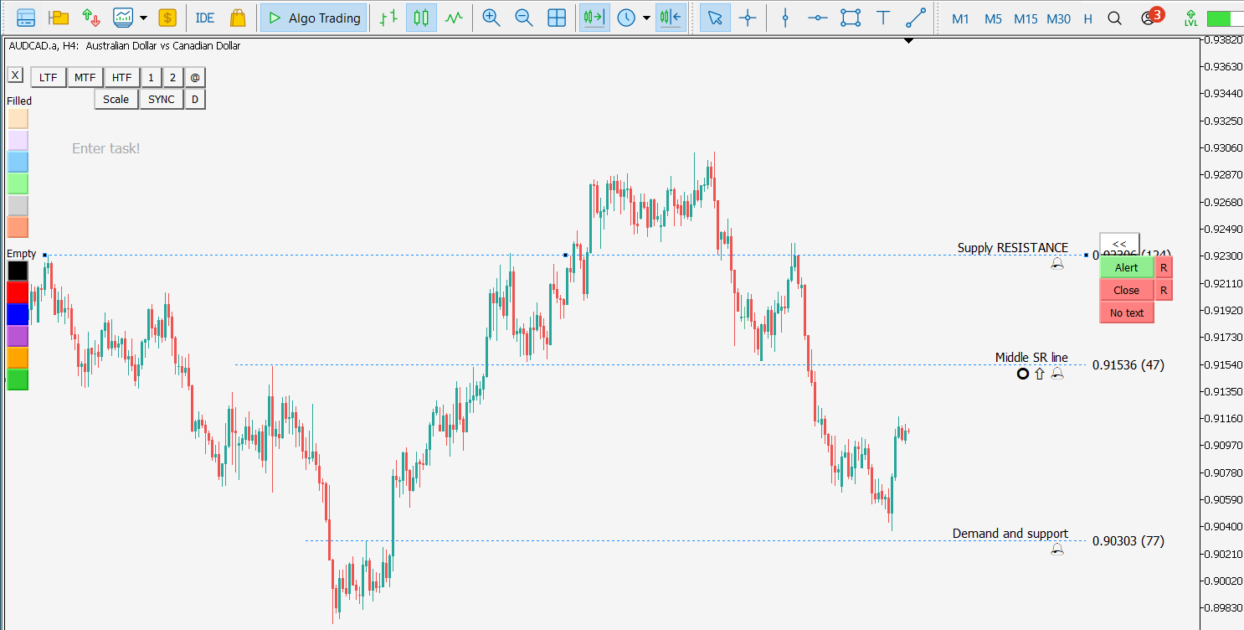 IDE Algo Trading M1 M5 M15 M30 H 3 LVL
AUDCAD.a, H4: Australian Dollar vs Canadian Dollar
0.93820
X LTF MTF HTF 1 2 @
0.93630
Scale SYNC D
Filled
0.93440
0.93250
Enter task!
0.93060
0.92870
0.92680
0.92490
<<
Supply RESISTANCE
Empty
0.92300
Alert R
0.92110
Close R
0.91920
No text
0.91730
Middle SR line
0.91536 (47)
0.91540
0.91350
0.91160
0.90970
0.90780
0.90590
0.90400
Demand and support
0.90303 (77)
0.90210
0.90020
0.89830